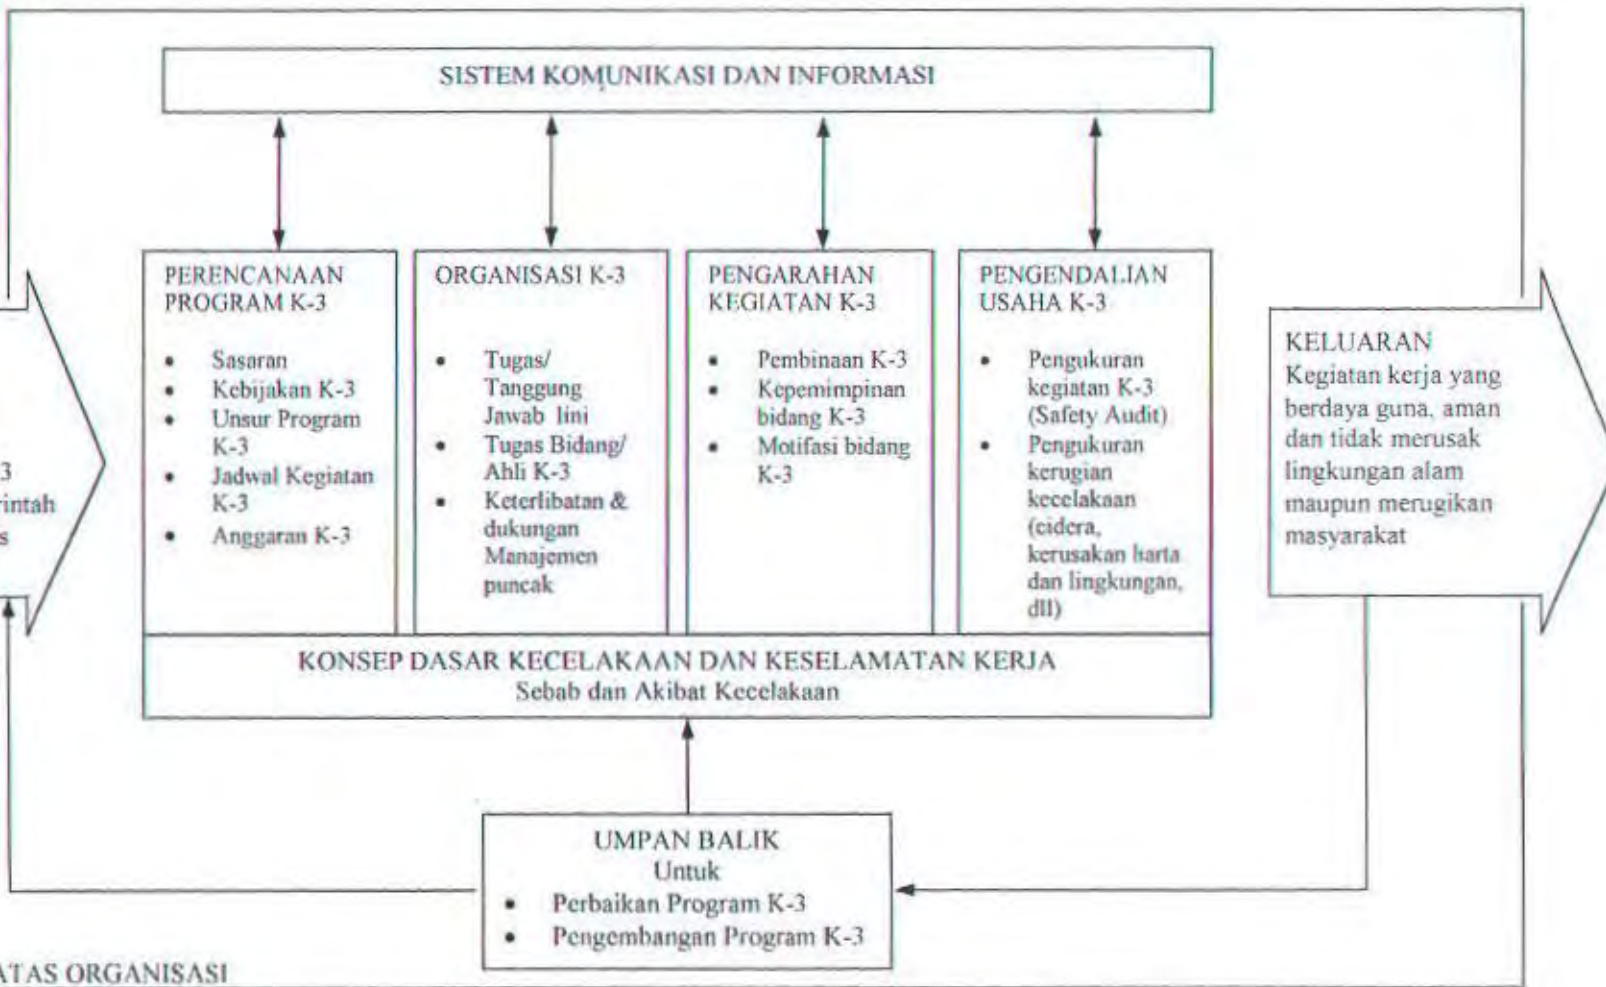 SISTEM KOMUNIKASI DAN INFORMASI
PERENCANAAN
PROGRAM K-3
• Sasaran
• Kebijakan K-3
• Unsur Program
K-3
• Jadwal Kegiatan
K-3
• Anggaran K-3
ORGANISASI K-3
• Tugas/
Tanggung
Jawab lini
• Tugas Bidang/
Ahli K-3
• Keterlibatan &
dukungan
Manajemen
puncak
PENGARAHAN
KEGIATAN K-3
• Pembinaan K-3
• Kepemimpinan
bidang K-3
• Motifasi bidang
K-3
PENGENDALIAN
USAHA K-3
• Pengukuran
kegiatan K-3
(Safety Audit)
• Pengukuran
kerugian
kecelakaan
(cidera,
kerusakan harta
dan lingkungan,
dll)
KELUARAN
Kegiatan kerja yang
berdaya guna, aman
dan tidak merusak
lingkungan alam
maupun merugikan
masyarakat
3
rintah
s
KONSEP DASAR KECELAKAAN DAN KESELAMATAN KERJA
Sebab dan Akibat Kecelakaan
UMPAN BALIK
Untuk
• Perbaikan Program K-3
• Pengembangan Program K-3
ATAS ORGANISASI